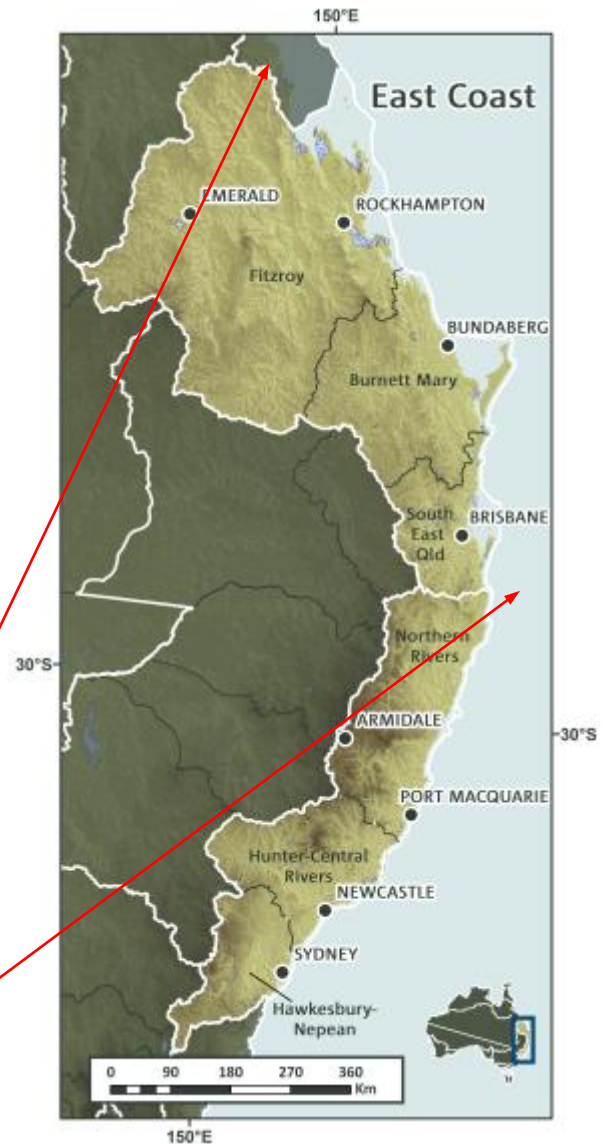 150°E
East Coast
EMERALD
ROCKHAMPTON
Fitzroy
BUNDABERG
Burnett Mary
South
East
Qld
BRISBANE
Northern
Rivers
30°S
ARMIDALE
30°S
PORT MACQUARIE
Hunter-Central
Rivers
NEWCASTLE
SYDNEY
Hawkesbury-
Nepean
0 90 180 270 360
Km
150°E